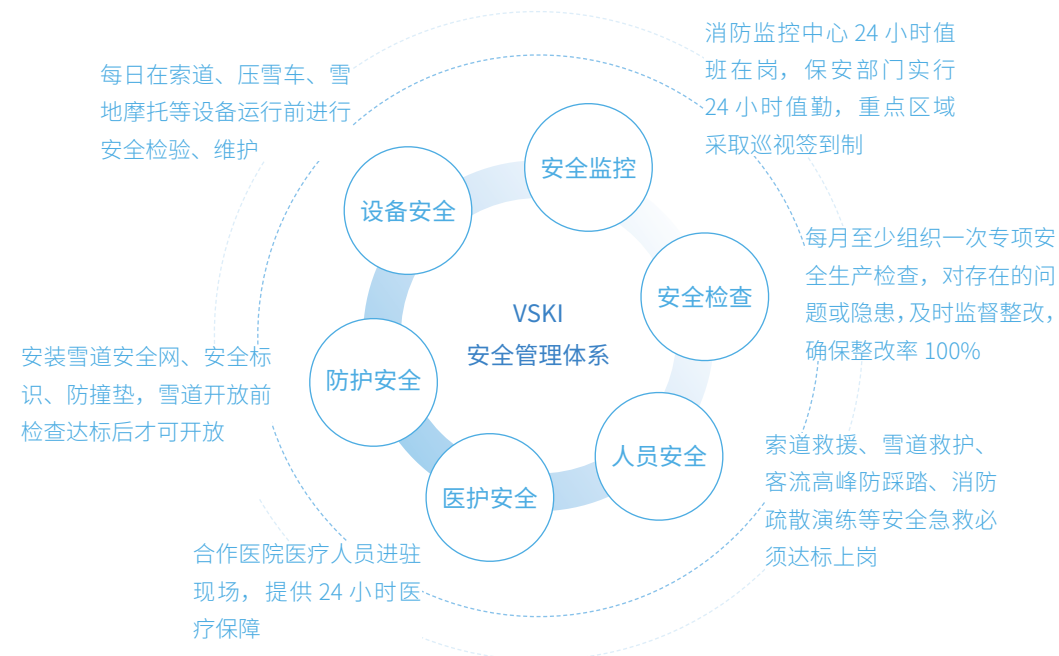 消防监控中心 24 小时值
班在岗，保安部门实行
24 小时值勤，重点区域
采取巡视签到制
每日在索道、压雪车、雪
地摩托等设备运行前进行
安全检验、维护
安全监控
设备安全
每月至少组织一次专项安
全生产检查，对存在的问
题或隐患，及时监督整改，
确保整改率 100%
安全检查
VSKI
安全管理体系
安装雪道安全网、安全标
识、防撞垫，雪道开放前
检查达标后才可开放
防护安全
人员安全
索道救援、雪道救护、
客流高峰防踩踏、消防
疏散演练等安全急救必
须达标上岗
医护安全
合作医院医疗人员进驻
现场，提供 24 小时医
疗保障